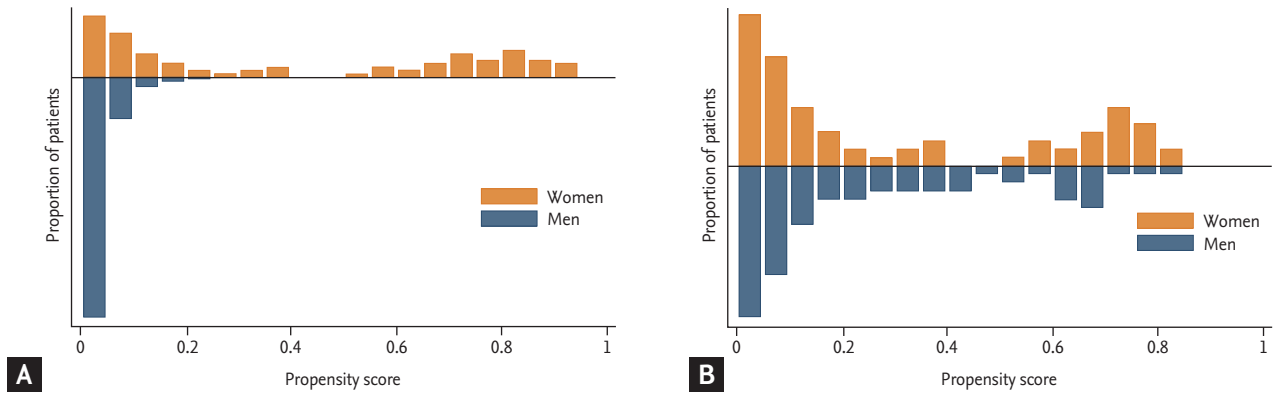 Proportion of patients
Women
Men
0 0.2 0.4 0.6 0.8 1
Propensity score
A
Proportion of patients
Women
Men
0 0.2 0.4 0.6 0.8 1
Propensity score
B